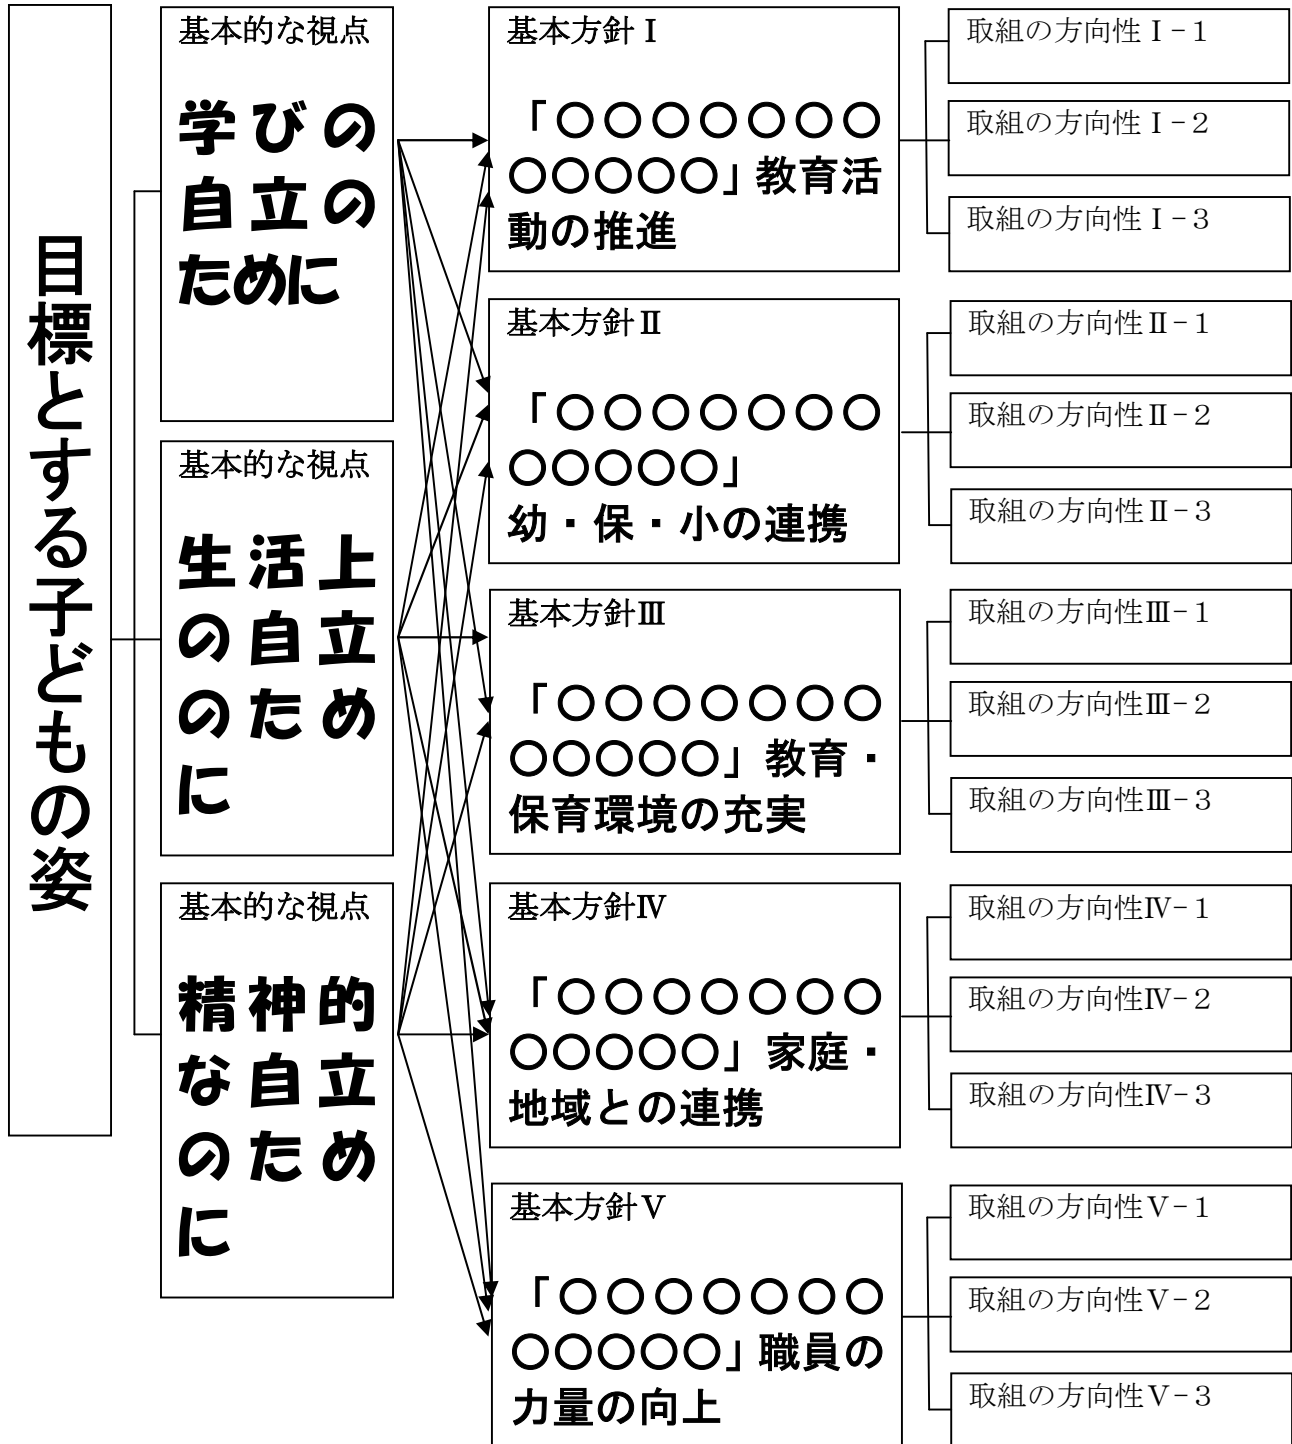 目標とする子どもの姿
基本的な視点
学びの
自立の
ために
基本的な視点
生活上
の自立
のため
に
基本的な視点
精神的
な自立
のため
に
基本方針Ⅰ
「○○○○○○○
○○○○○」教育活
動の推進
基本方針Ⅱ
「○○○○○○○
○○○○○」
幼・保・小の連携
基本方針Ⅲ
「○○○○○○○
○○○○○」教育・
保育環境の充実
基本方針Ⅳ
「○○○○○○○
○○○○○」家庭・
地域との連携
基本方針Ⅴ
「○○○○○○○
○○○○○」職員の
力量の向上
取組の方向性Ⅰ-1
取組の方向性Ⅰ-2
取組の方向性Ⅰ-3
取組の方向性Ⅱ-1
取組の方向性Ⅱ-2
取組の方向性Ⅱ-3
取組の方向性Ⅲ-1
取組の方向性Ⅲ-2
取組の方向性Ⅲ-3
取組の方向性Ⅳ-1
取組の方向性Ⅳ-2
取組の方向性Ⅳ-3
取組の方向性Ⅴ-1
取組の方向性Ⅴ-2
取組の方向性Ⅴ-3